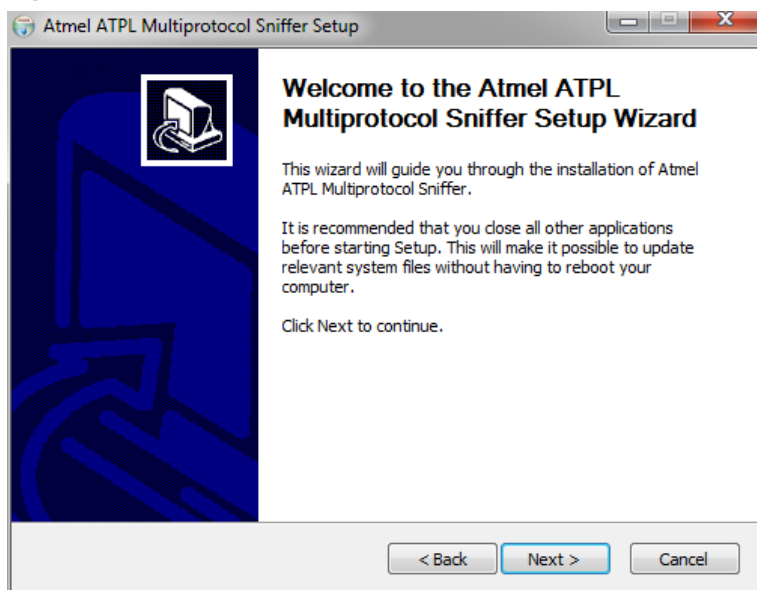 Atmel ATPL Multiprotocol Sniffer Setup
Welcome to the Atmel ATPL
Multiprotocol Sniffer Setup Wizard
This wizard will guide you through the installation of Atmel
ATPL Multiprotocol Sniffer.
It is recommended that you close all other applications
before starting Setup. This will make it possible to update
relevant system files without having to reboot your
computer.
Click Next to continue.
< Back Next > Cancel